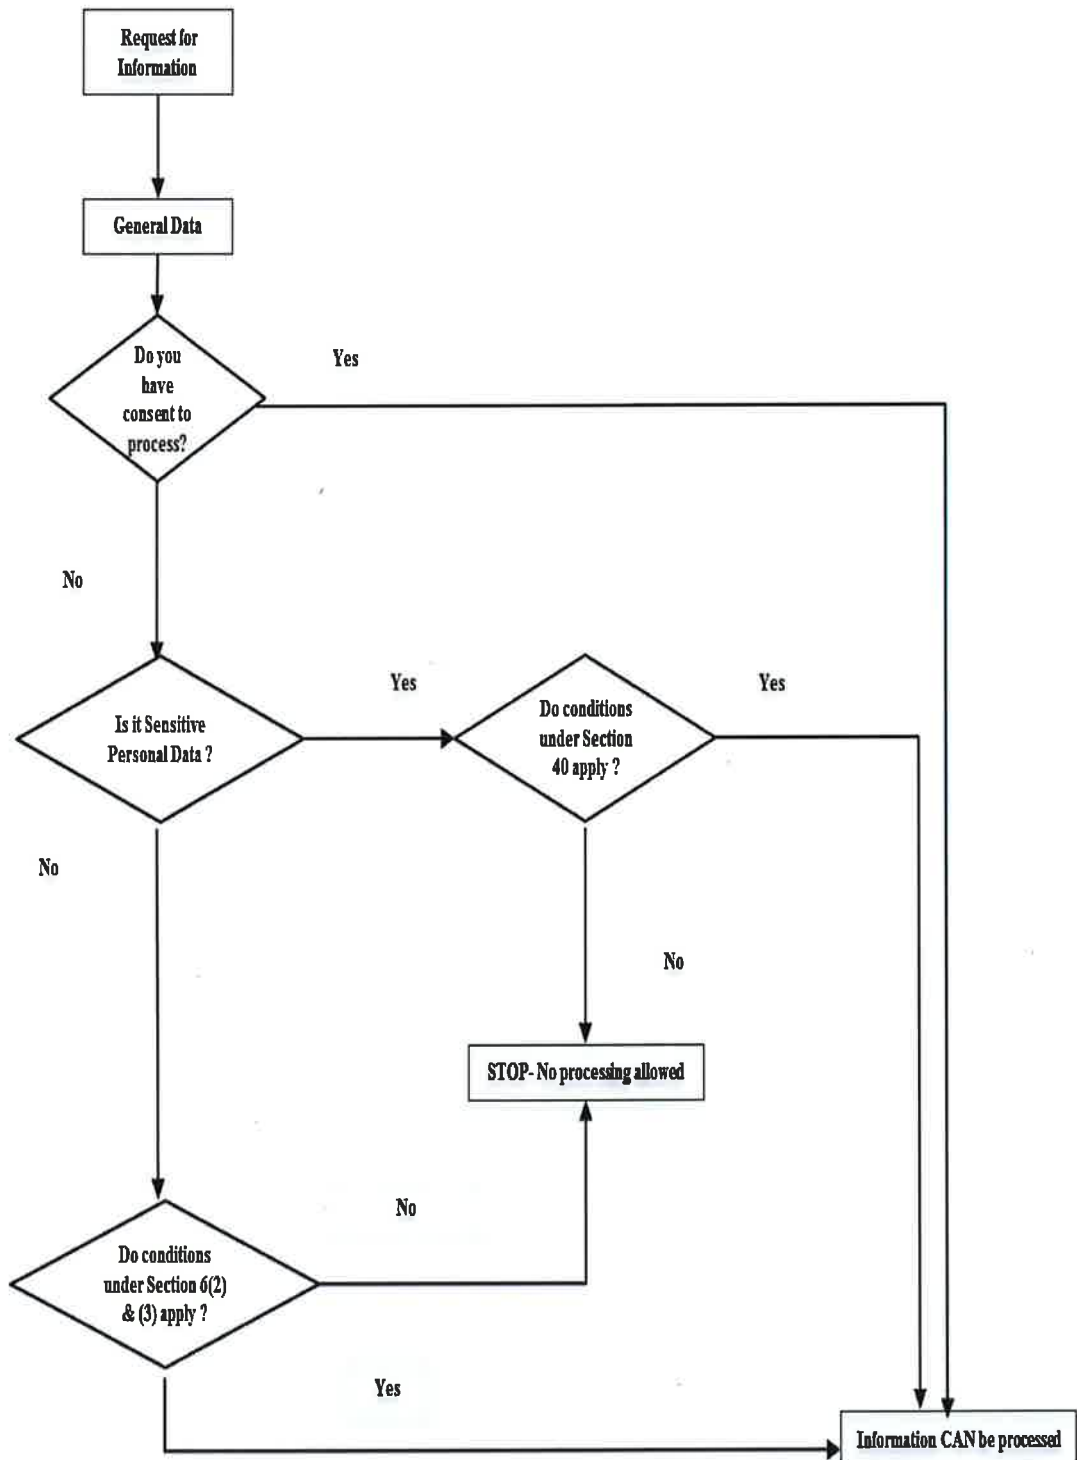 Request for
Information
General Data
Do you
have
consent to
process?
Yes
No
Is it Sensitive
Personal Data ?
Yes
Do conditions
under Section
40 apply ?
Yes
No
No
STOP- No processing allowed
No
Do conditions
under Section 6(2)
& (3) apply ?
Yes
Information CAN be processed